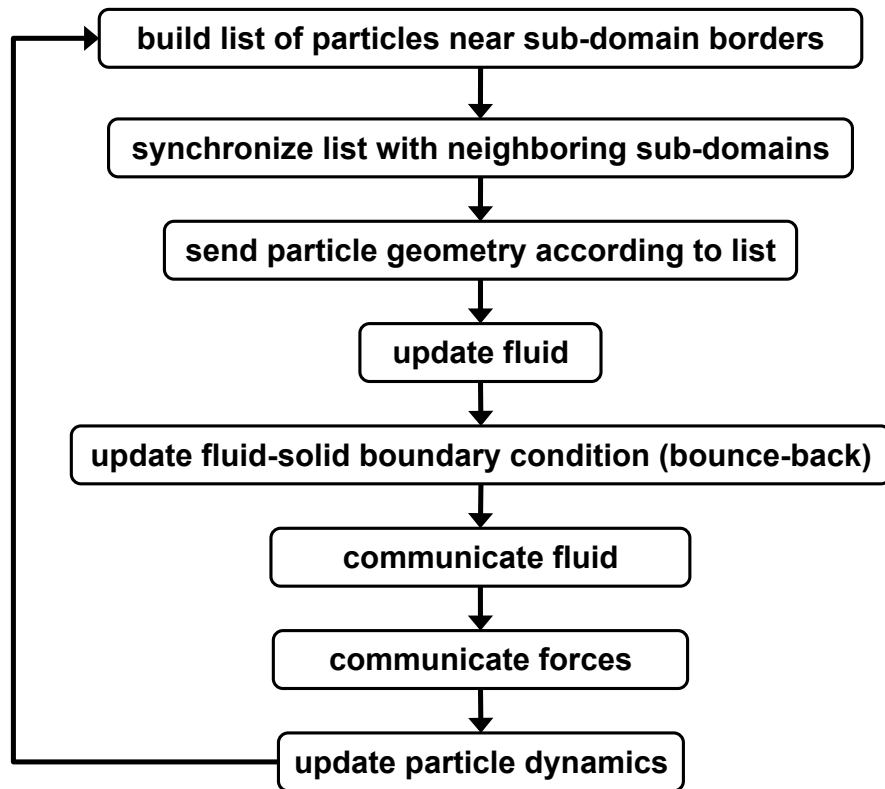 build list of particles near sub-domain borders
synchronize list with neighboring sub-domains
send particle geometry according to list
update fluid
update fluid-solid boundary condition (bounce-back)
communicate fluid
communicate forces
update particle dynamics